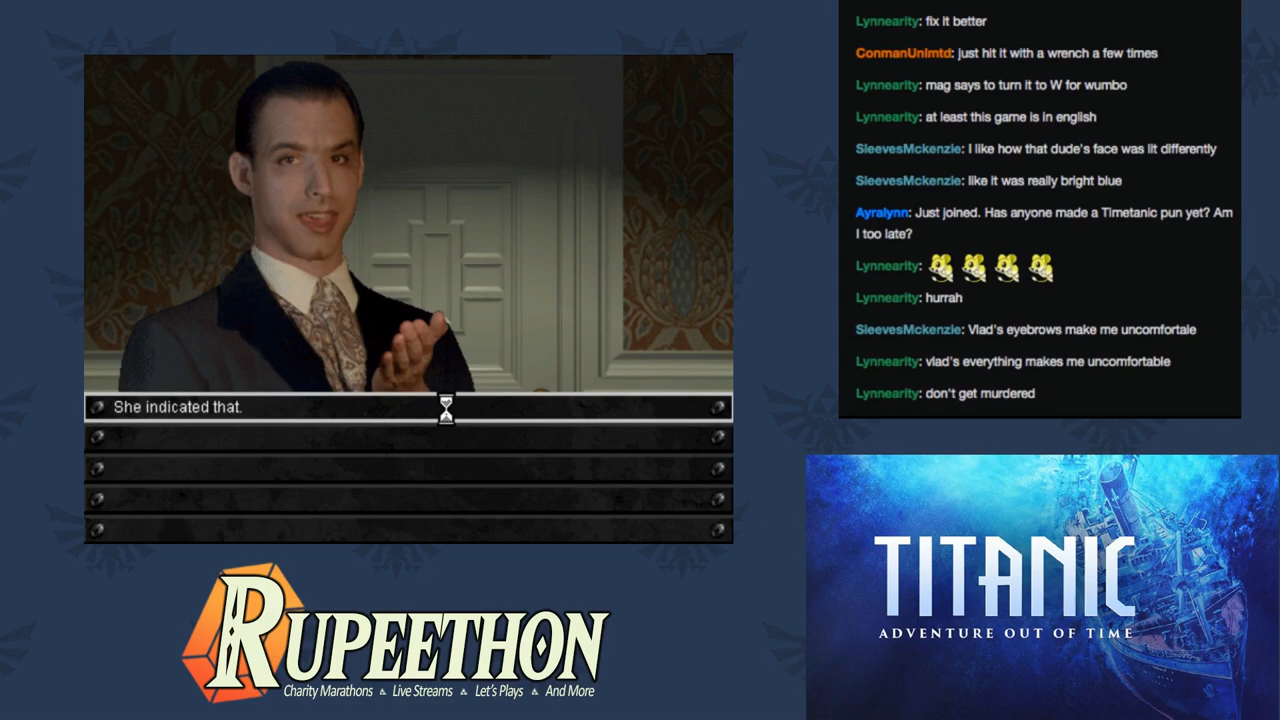 Lynnearity: fix it better
ConmanUnlmtd: just hit it with a wrench a few times
Lynnearity: mag says to turn it to W for wumbo
Lynnearity: at least this game is in english
SleevesMckenzie: I like how that dude's face was lit differently
SleevesMckenzie: like it was really bright blue
Ayralynn: Just joined. Has anyone made a Timetanic pun yet? Am
I too late?
Lynnearity:
Lynnearity: hurrah
SleevesMckenzie: Vlad's eyebrows make me uncomfortale
Lynnearity: vlad's everything makes me uncomfortable
Lynnearity: don't get murdered
She indicated that.
RUPEETHON
Charity Marathons Live Streams Let's Plays And More
TITANIC
ADVENTURE OUT OF TIME